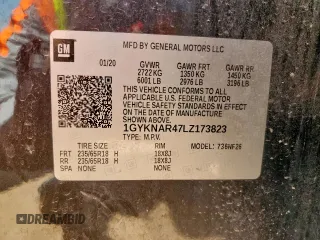 GM
MFD BY GENERAL MOTORS LLC
01/20 GVWR GAWR FRT GAWR RR
2722 KG 1350 KG 1450 KG
6001 LB 2976 LB 3196 LB
THIS VEHICLE CONFORMS TO ALL
APPLICABLE U.S. FEDERAL MOTOR
VEHICLE SAFETY STANDARDS IN
EFFECT ON THE DATE OF
MANUFACTURE SHOWN ABOVE.
1GYKNAR47LZ173823
TYPE: M.P.V. MODEL: 736NF26
TIRE SIZE RIM
FRT 235/65R18 H 18X8J
RR 235/65R18 H 18X8J
SPA NONE NONE
DREAMBID